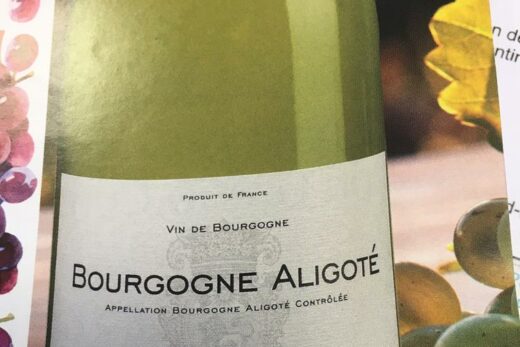 PRODUIT DE FRANCE
VIN DE BOURGOGNE
BOURGOGNE ALIGOTÉ
APPELLATION BOURGOGNE ALIGOTÉ CONTRÔLÉE